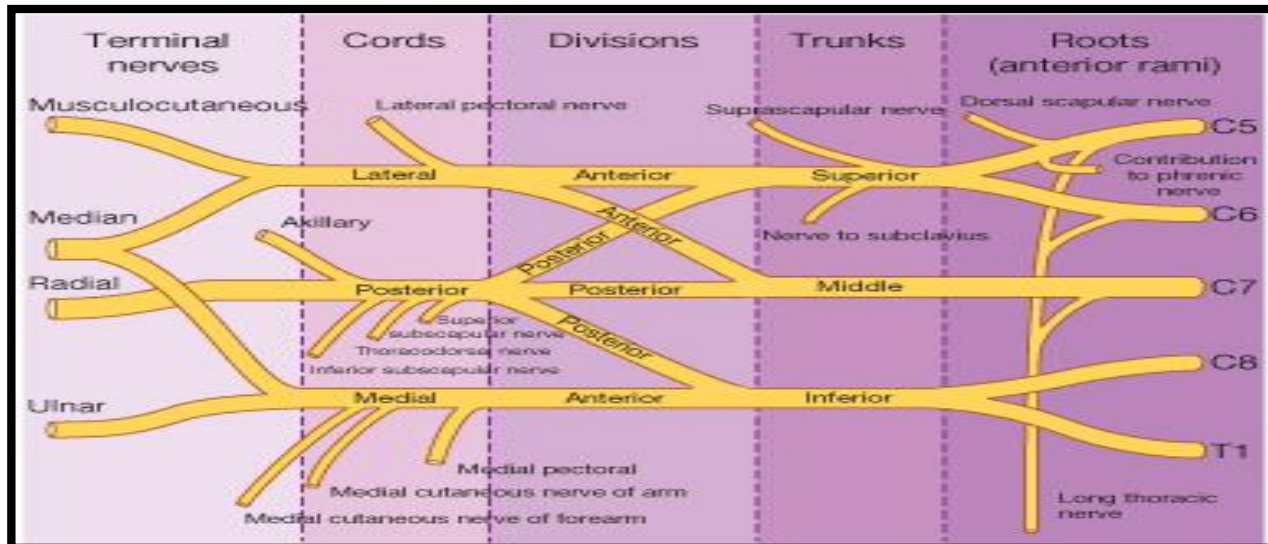 Terminal
nerves
Cords
Divisions
Trunks
Roots
(anterior rami)
Musculocutaneous
Lateral pectoral nerve
Suprascapular nerve
Dorsal scapular nerve
C5
Contribution
to phrenic
nerve
Lateral
Anterior
Superior
C6
Median
Axillary
Anterior
Posterior
Nerve to subclavius
Radial
Posterior
Posterior
Middle
C7
Superior
subscapular nerve
Posterior
Thoracodorsal nerve
Inferior subscapular nerve
C8
Ulnar
Medial
Anterior
Inferior
T1
Medial pectoral
Medial cutaneous nerve of arm
Medial cutaneous nerve of forearm
Long thoracic
nerve